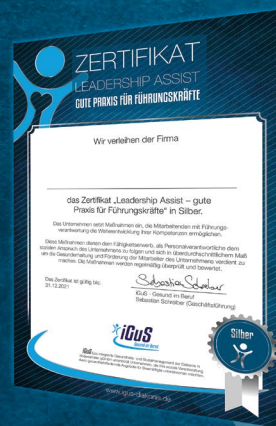 ZERTIFIKAT
LEADERSHIP ASSIST
GUTE PRAXIS FÜR FÜHRUNGSKRÄFTE
Wir verleihen der Firma
das Zertifikat „Leadership Assist – gute
Praxis für Führungskräfte“ in Silber.
Das Unternehmen setzt Maßnahmen ein, die Mitarbeitenden mit Führungs-
verantwortung die Weiterentwicklung ihrer Kompetenzen ermöglichen.
Diese Maßnahmen dienen dem Fähigkeitserwerb, als Personalverantwortliche dem
sozialen Anspruch des Unternehmens zu folgen und sich in überdurchschnittlichem Maß
um die Gesunderhaltung und Förderung der Mitarbeiter des Unternehmens verdient zu
machen. Die Maßnahmen werden regelmäßig überprüft und bewertet.
Das Zertifikat ist gültig bis:
31.12.2021
Sebastian Schreiber
iGuS - Gesund im Beruf
Sebastian Schreiber (Geschäftsführung)
iGuS
Gesund im Beruf
Silber
www.igus-diakonie.de